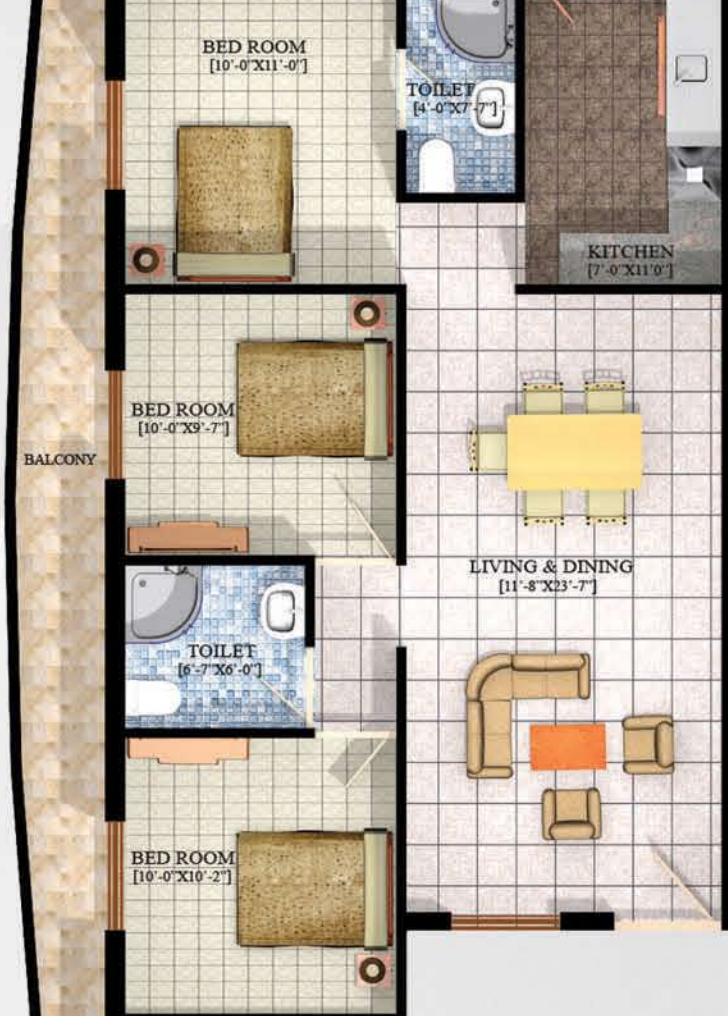 BED ROOM
[10'-0"X11'-0"]
TOILET
[4'-0"X7'-7"]
KITCHEN
[7'-0"X11'0"]
BED ROOM
[10'-0"X9'-7"]
BALCONY
LIVING & DINING
[11'-8"X23'-7"]
TOILET
[6'-7"X6'-0"]
BED ROOM
[10'-0"X10'-2"]